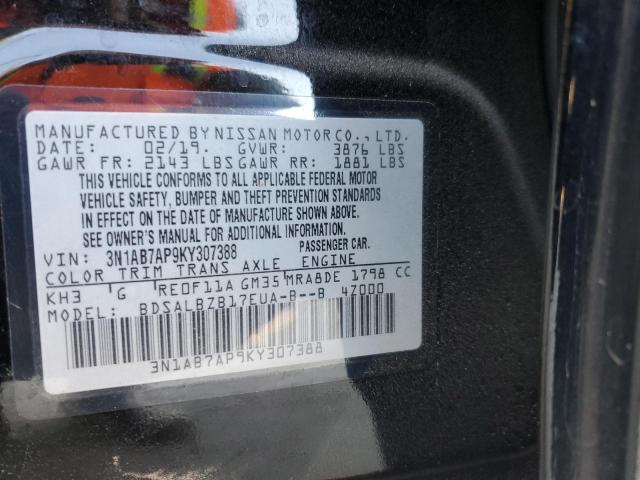 MANUFACTURED BY NISSAN MOTOR CO., LTD.
DATE: 02/19. GVWR: 3876 LBS
GAWR FR: 2143 LBS GAWR RR: 1881 LBS
THIS VEHICLE CONFORMS TO ALL APPLICABLE FEDERAL MOTOR
VEHICLE SAFETY, BUMPER AND THEFT PREVENTION STANDARDS
IN EFFECT ON THE DATE OF MANUFACTURE SHOWN ABOVE.
SEE OWNER'S MANUAL FOR ADDITIONAL INFORMATION.
VIN: 3N1AB7AP9KY307388 PASSENGER CAR.
COLOR TRIM TRANS AXLE ENGINE
KH3 'G 'RE0F11A GM35'MRA8DE 1798 CC
MODEL: BDSALBZB17EUA-B--B 47000
3N1AB7AP9KY307388